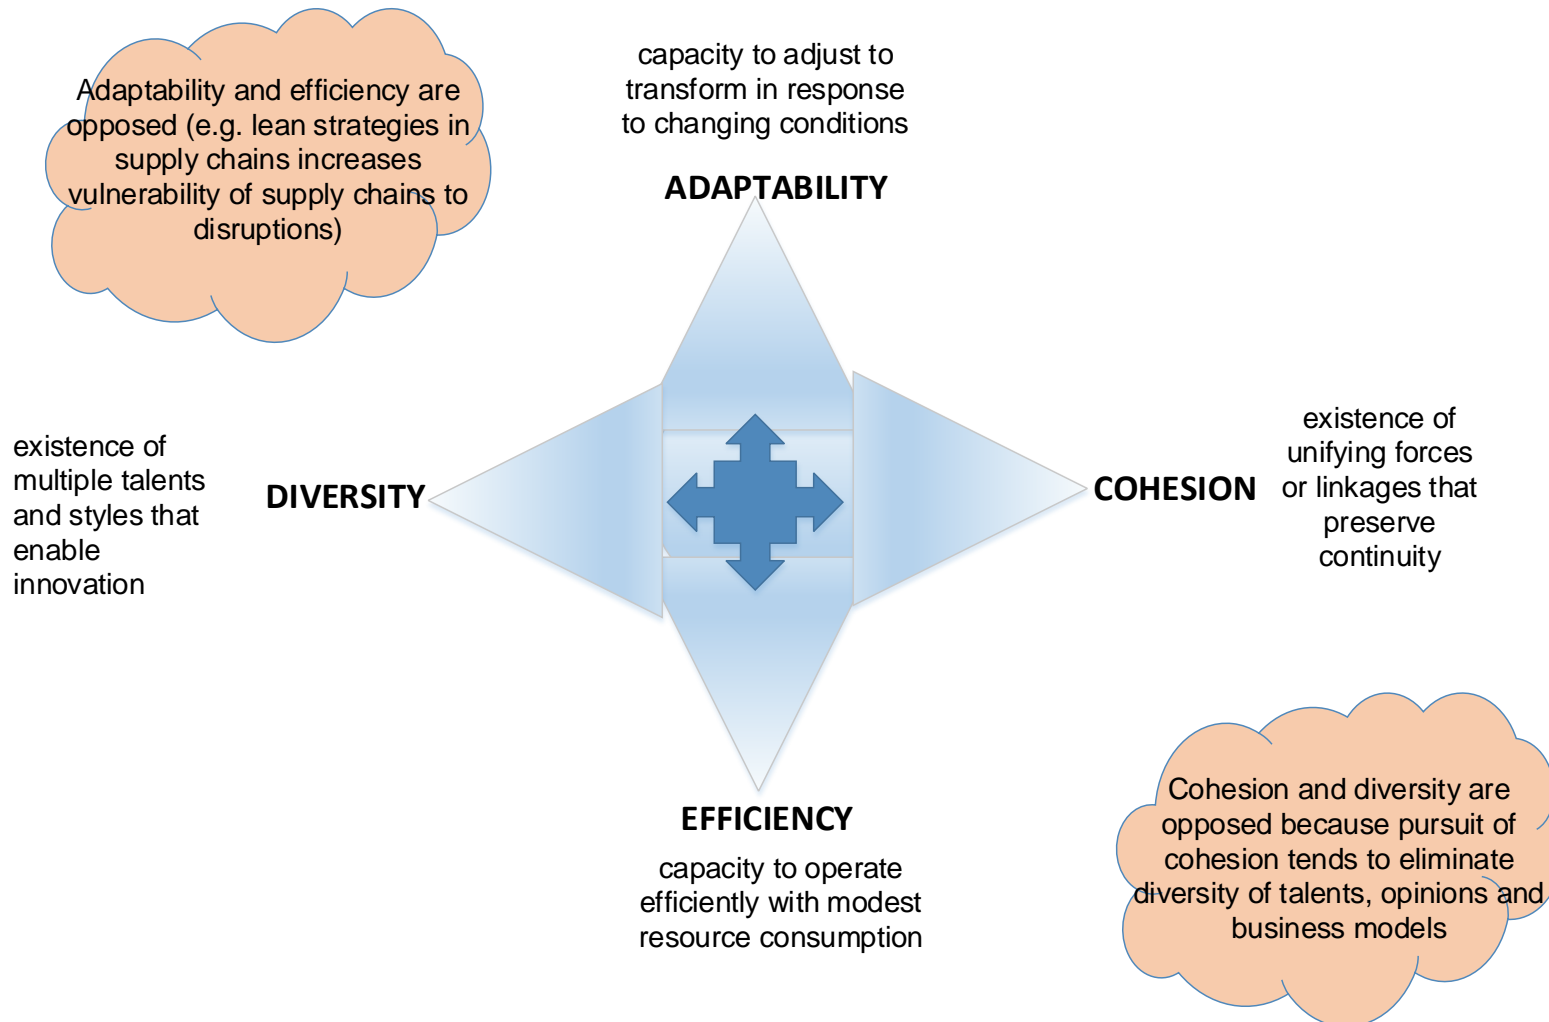 Adaptability and efficiency are
opposed (e.g. lean strategies in
supply chains increases
vulnerability of supply chains to
disruptions)
capacity to adjust to
transform in response
to changing conditions
ADAPTABILITY
existence of
multiple talents
and styles that
enable
innovation
DIVERSITY
COHESION
existence of
unifying forces
or linkages that
preserve
continuity
EFFICIENCY
capacity to operate
efficiently with modest
resource consumption
Cohesion and diversity are
opposed because pursuit of
cohesion tends to eliminate
diversity of talents, opinions and
business models